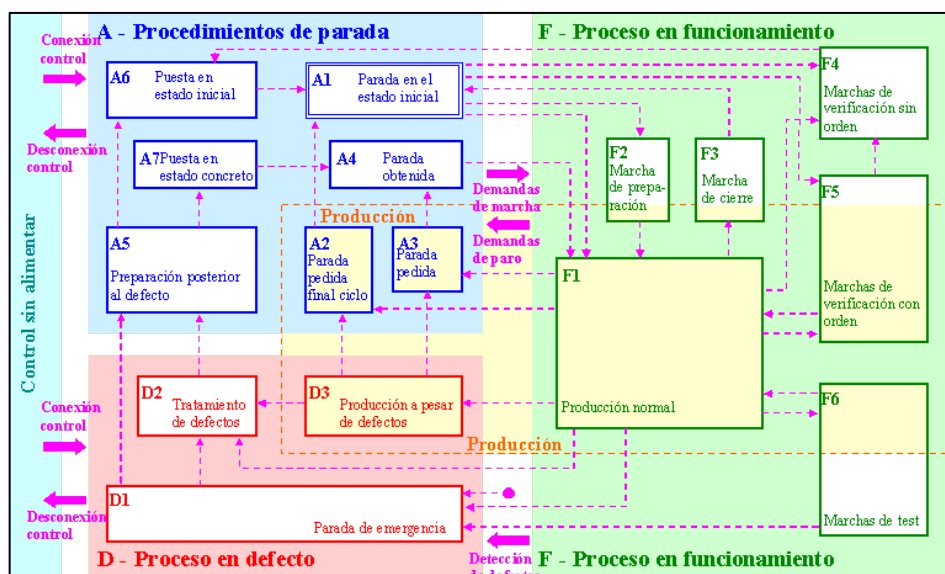 A - Procedimientos de parada
F - Proceso en funcionamiento
Conexión
control
A6
Puesta en
estado inicial
A1
Parada en el
estado inicial
F4
Marchas de
verificación sin
orden
Desconexión
control
A7
Puesta en
estado concreto
A4
Parada
obtenida
F2
Marcha
de prepa-
ración
F3
Marcha
de cierre
Demandas
de marcha
F5
Marchas de
verificación con
orden
Producción
Demandas
de paro
A5
Preparación posterior
al defecto
A2
Parada
pedida
final ciclo
A3
Parada
pedida
F1
Producción normal
Control sin alimentar
D2
Tratamiento
de defectos
D3
Producción a pesar
de defectos
F6
Marchas de test
Conexión
control
Producción
D1
Parada de emergencia
Desconexión
control
D - Proceso en defecto
Detección
F - Proceso en funcionamiento